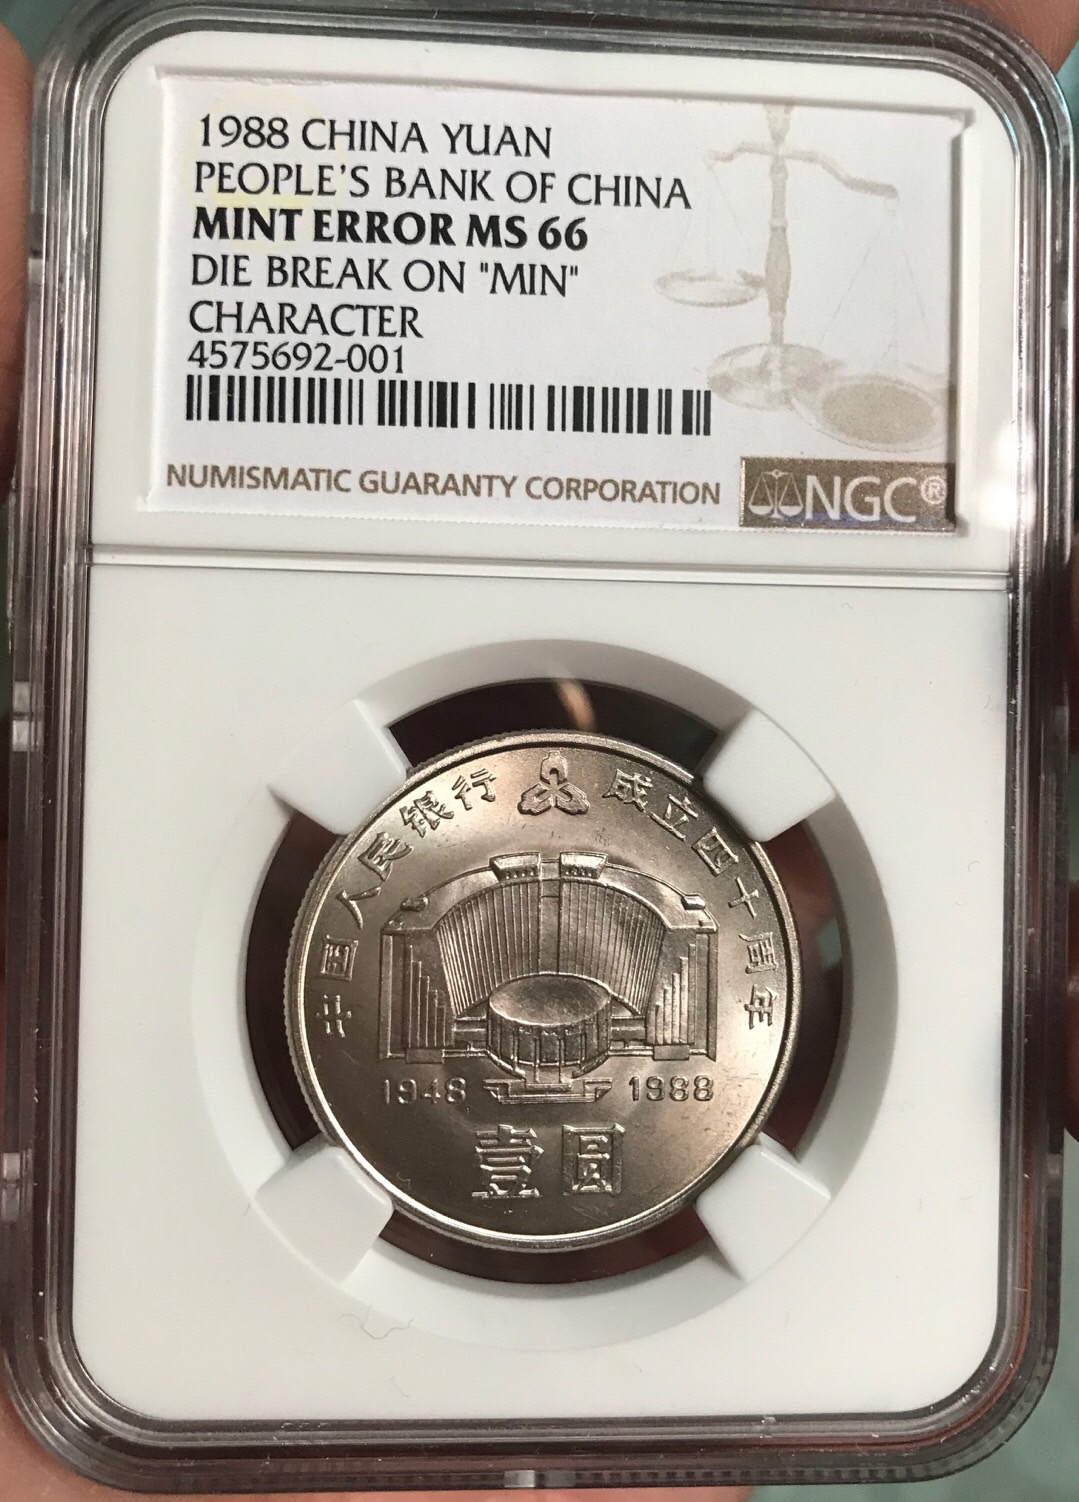 1988 CHINA YUAN
PEOPLE'S BANK OF CHINA
MINT ERROR MS 66
DIE BREAK ON "MIN"
CHARACTER
4575692-001
NUMISMATIC GUARANTY CORPORATION
NGC®
中国人民银行 成立四十周年
1948 1988
壹圆